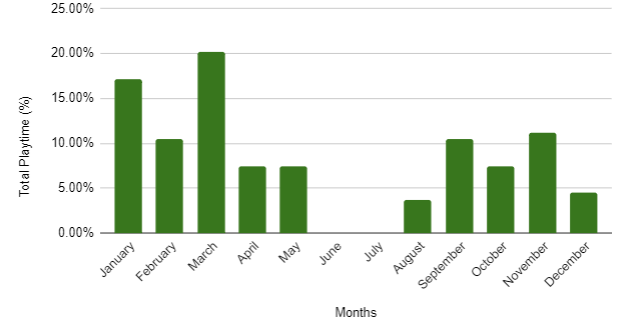 25.00%
20.00%
15.00%
10.00%
5.00%
0.00%
Total Playtime (%)
January
February
March
April
May
June
July
August
September
October
November
December
Months